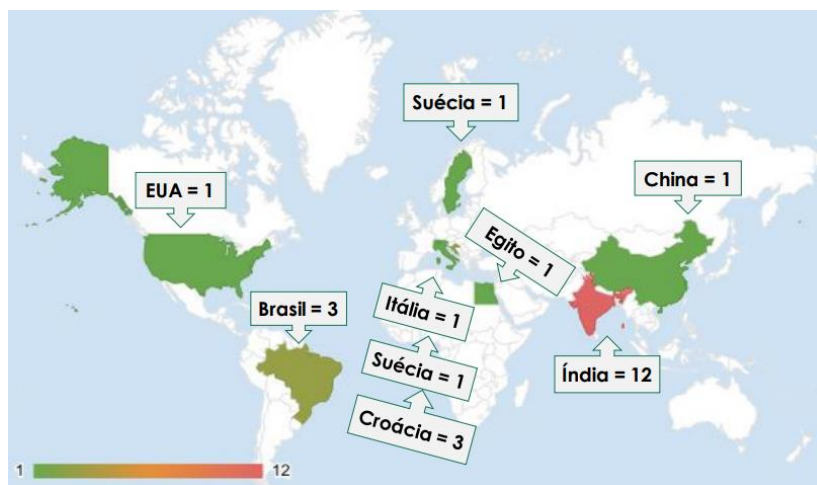 Suécia = 1
EUA = 1
China = 1
Egito = 1
Brasil = 3
Itália = 1
Suécia = 1
Índia = 12
Croácia = 3
1
12